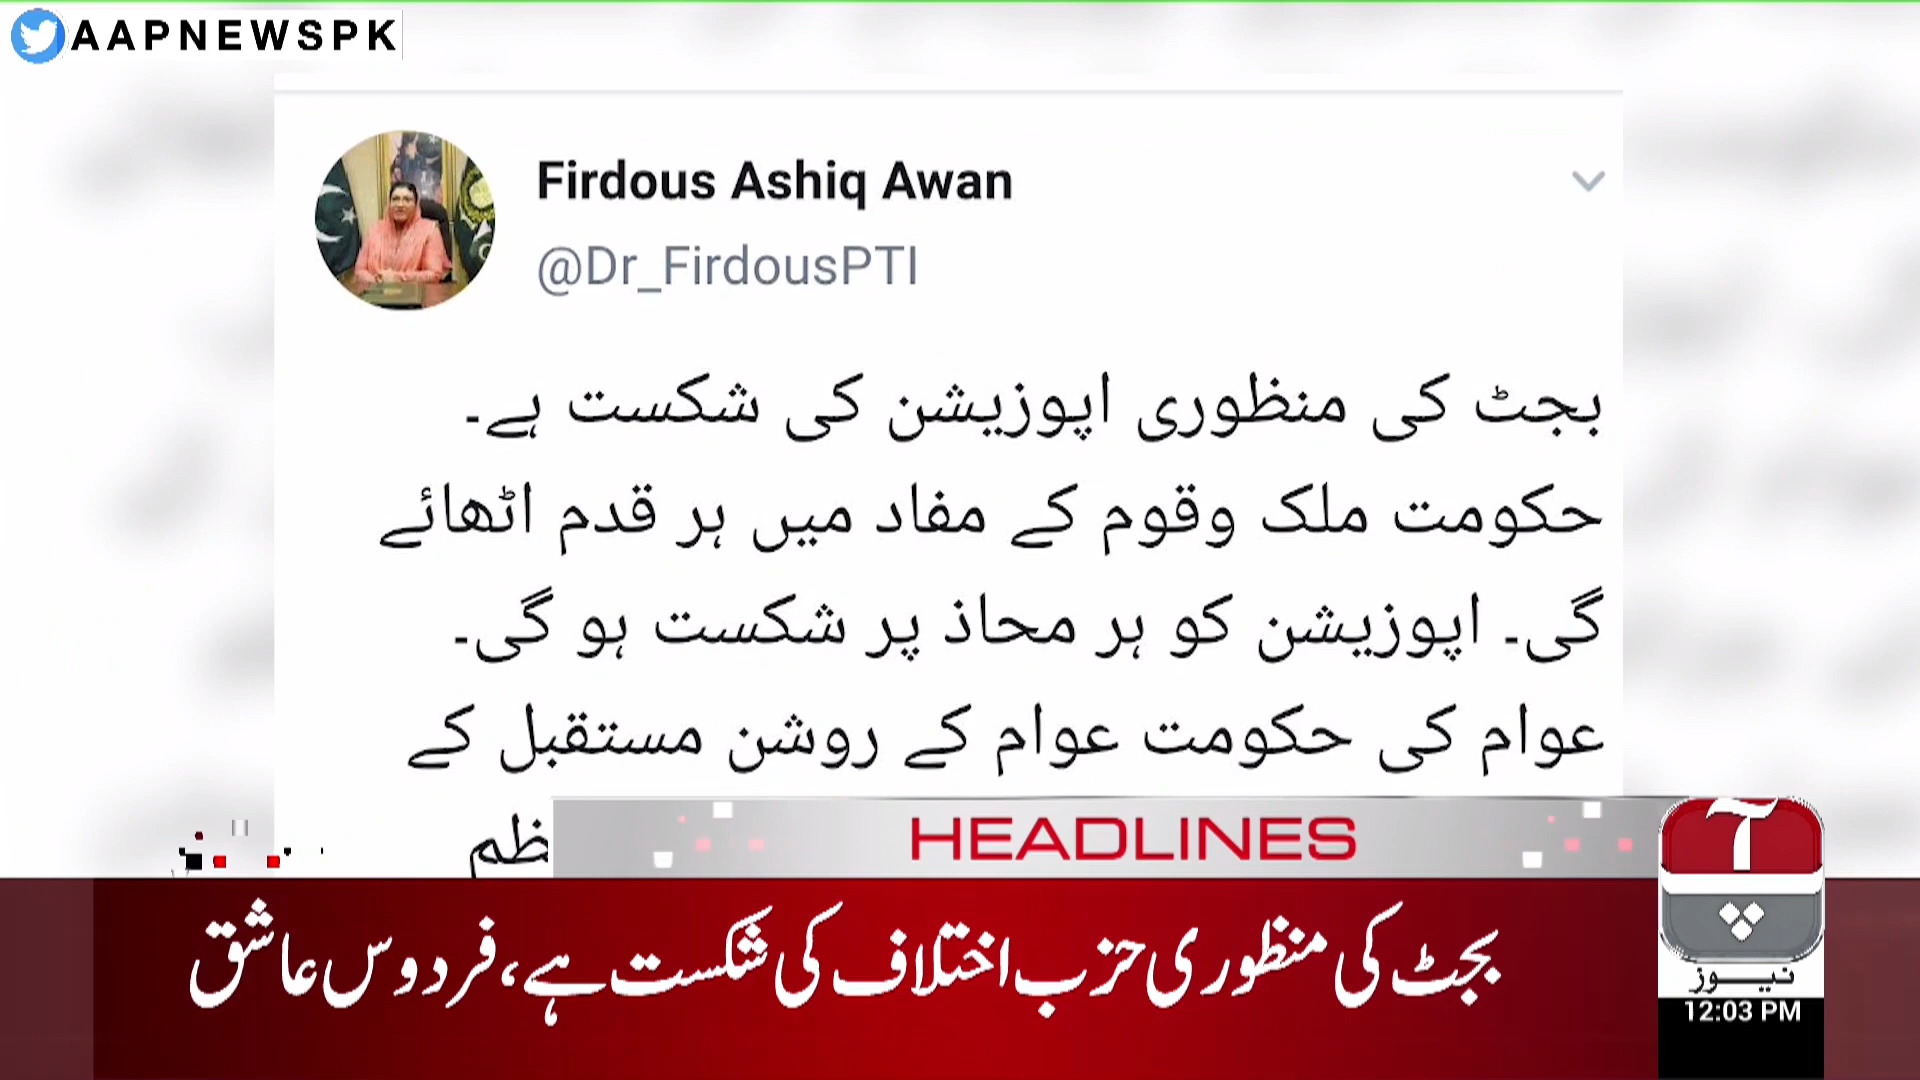 AAPNEWSPK
Firdous Ashiq Awan
@Dr_FirdousPTI
بجٹ کی منظوری اپوزیشن کی شکست ہے۔
حکومت ملک وقوم کے مفاد میں ہر قدم اٹھائے
گی۔ اپوزیشن کو ہر محاذ پر شکست ہو گی۔
عوام کی حکومت عوام کے روشن مستقبل کے
HEADLINES
بجٹ کی منظوری حزب اختلاف کی شکست ہے، فردوس عاشق
آپ
نیوز
12:03 PM